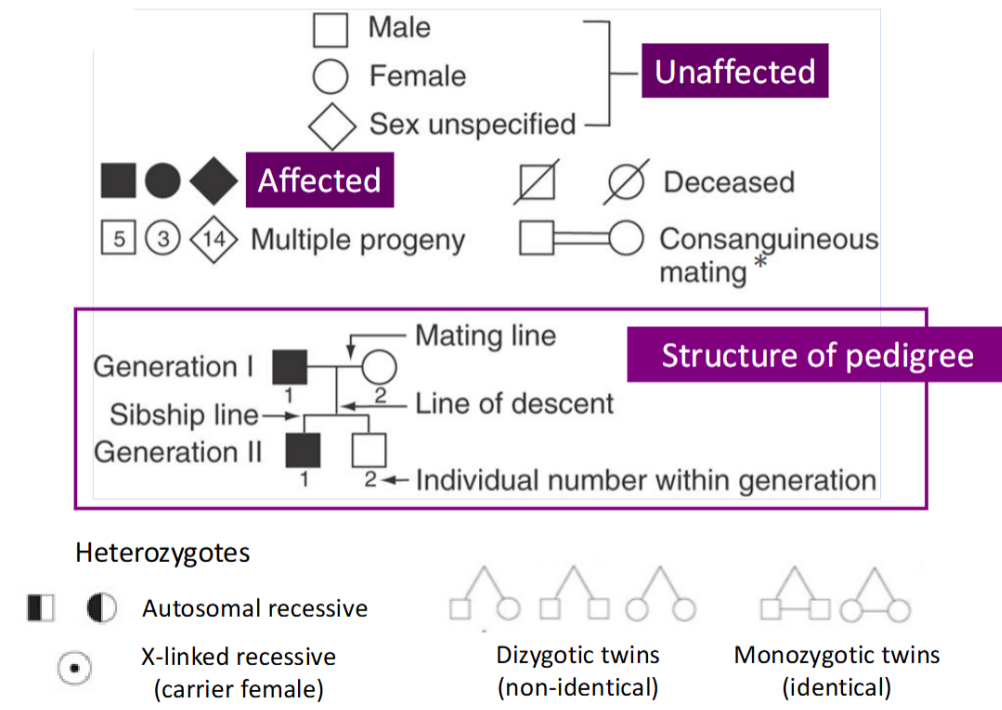 Male
Female
Unaffected
Sex unspecified
Affected
Deceased
5 3 14 Multiple progeny
Consanguineous
mating *
Mating line
Structure of pedigree
Generation I
1 2
Line of descent
Sibship line
Generation II
1 2
Individual number within generation
Heterozygotes
Autosomal recessive
X-linked recessive
(carrier female)
Dizygotic twins
(non-identical)
Monozygotic twins
(identical)